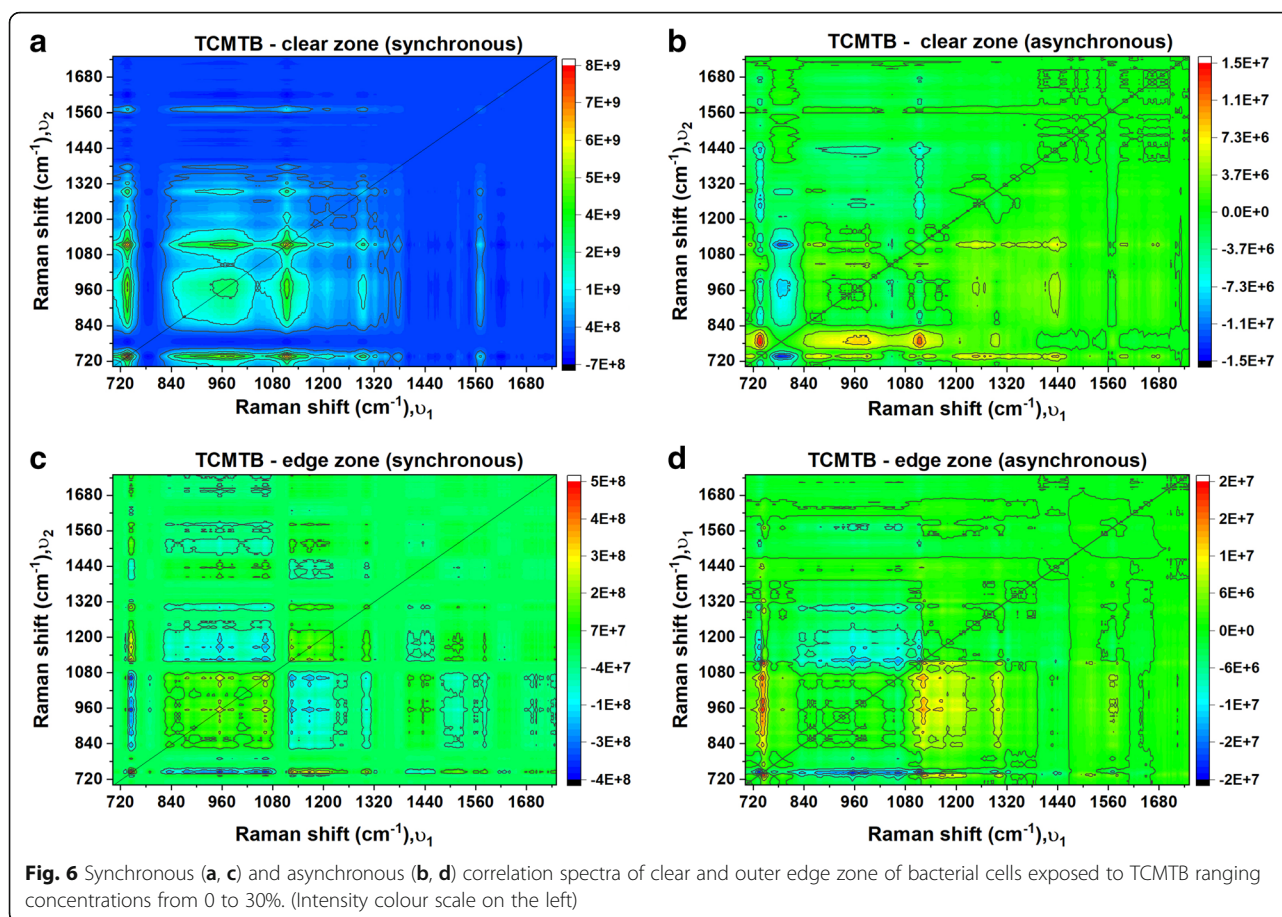 a
TCMTB - clear zone (synchronous)
Raman shift (cm⁻¹),υ₂
1680
1560
1440
1320
1200
1080
960
840
720
720 840 960 1080 1200 1320 1440 1560 1680
Raman shift (cm⁻¹),υ₁
8E+9
7E+9
6E+9
5E+9
4E+9
2E+9
1E+9
4E+8
-7E+8
b
TCMTB - clear zone (asynchronous)
Raman shift (cm⁻¹),υ₂
1680
1560
1440
1320
1200
1080
960
840
720
720 840 960 1080 1200 1320 1440 1560 1680
Raman shift (cm⁻¹),υ₁
1.5E+7
1.1E+7
7.3E+6
3.6E+6
0.0E+0
-3.7E+6
-7.3E+6
-1.1E+7
-1.5E+7
c
TCMTB - edge zone (synchronous)
Raman shift (cm⁻¹),υ₂
1680
1560
1440
1320
1200
1080
960
840
720
720 840 960 1080 1200 1320 1440 1560 1680
Raman shift (cm⁻¹),υ₁
5E+8
4E+8
3E+8
2E+8
7E+7
-4E+7
-1E+8
-3E+8
-4E+8
d
TCMTB - edge zone (asynchronous)
Raman shift (cm⁻¹),υ₁
1680
1560
1440
1320
1200
1080
960
840
720
720 840 960 1080 1200 1320 1440 1560 1680
Raman shift (cm⁻¹),υ₁
2E+7
2E+7
1E+7
6E+6
0E+0
-6E+6
-1E+7
-2E+7
-2E+7
Fig. 6 Synchronous (a, c) and asynchronous (b, d) correlation spectra of clear and outer edge zone of bacterial cells exposed to TCMTB ranging
concentrations from 0 to 30%. (Intensity colour scale on the left)